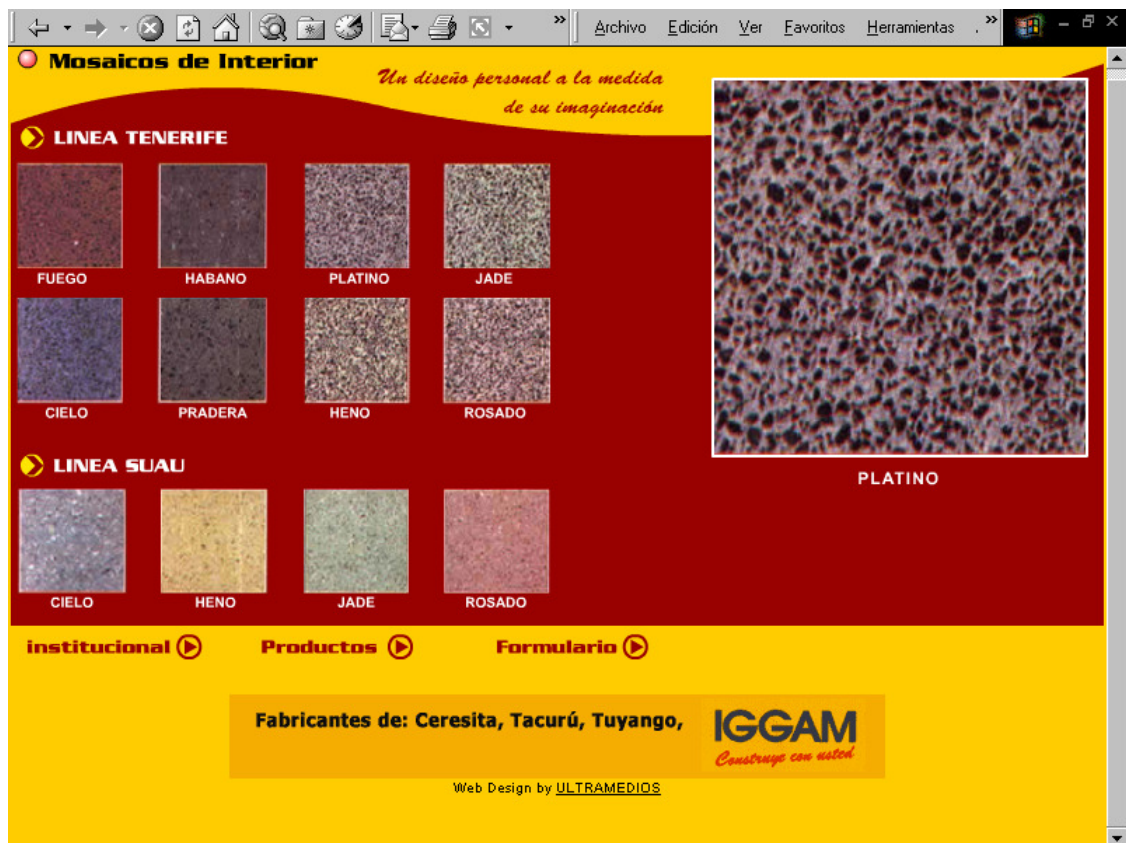 » Archivo Edición Ver Favoritos Herramientas . »
Mosaicos de Interior
Un diseño personal a la medida
de su imaginación
LINEA TENERIFE
FUEGO HABANO PLATINO JADE
CIELO PRADERA HENO ROSADO
PLATINO
LINEA SUAU
CIELO HENO JADE ROSADO
institucional Productos Formulario
Fabricantes de: Ceresita, Tacurú, Tuyango,
IGGAM
Construye con usted
Web Design by ULTRAMEDIOS